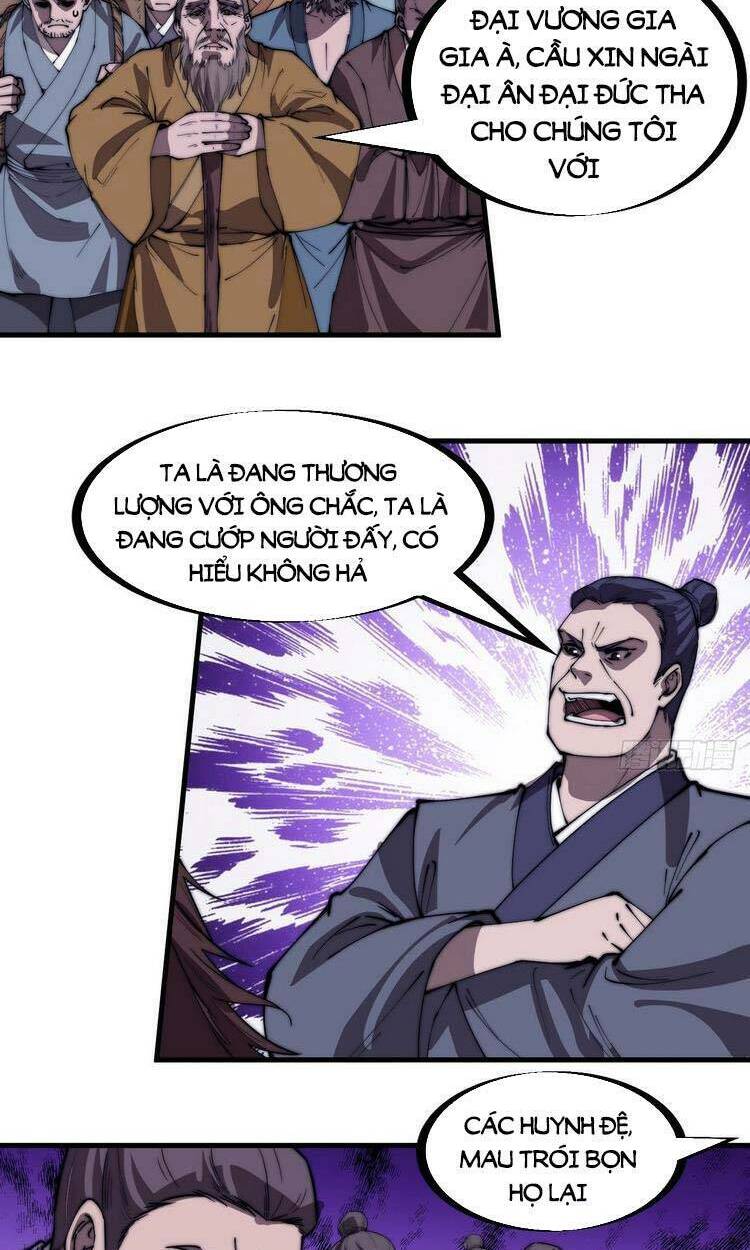 ĐẠI VƯƠNG GIA
GIA À, CẦU XIN NGÀI
ĐẠI ÂN ĐẠI ĐỨC THA
CHO CHÚNG TÔI
VỚI
TA LÀ ĐANG THƯƠNG
LƯỢNG VỚI ÔNG CHẮC, TA LÀ
ĐANG CƯỚP NGƯỜI ĐẤY, CÓ
HIỂU KHÔNG HẢ
CÁC HUYNH ĐỆ,
MAU TRÓI BỌN
HỌ LẠI